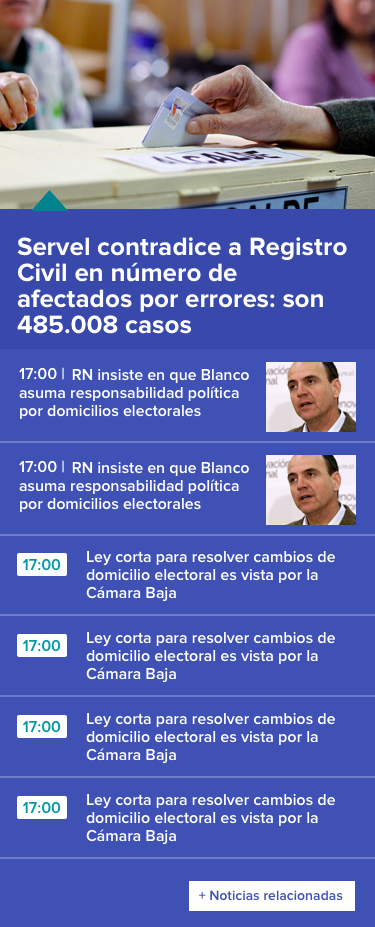 ALCALDE
ALCALDE
Servel contradice a Registro
Civil en número de
afectados por errores: son
485.008 casos
17:00 | RN insiste en que Blanco
asuma responsabilidad política
por domicilios electorales
17:00 | RN insiste en que Blanco
asuma responsabilidad política
por domicilios electorales
17:00
Ley corta para resolver cambios de
domicilio electoral es vista por la
Cámara Baja
17:00
Ley corta para resolver cambios de
domicilio electoral es vista por la
Cámara Baja
17:00
Ley corta para resolver cambios de
domicilio electoral es vista por la
Cámara Baja
17:00
Ley corta para resolver cambios de
domicilio electoral es vista por la
Cámara Baja
+ Noticias relacionadas